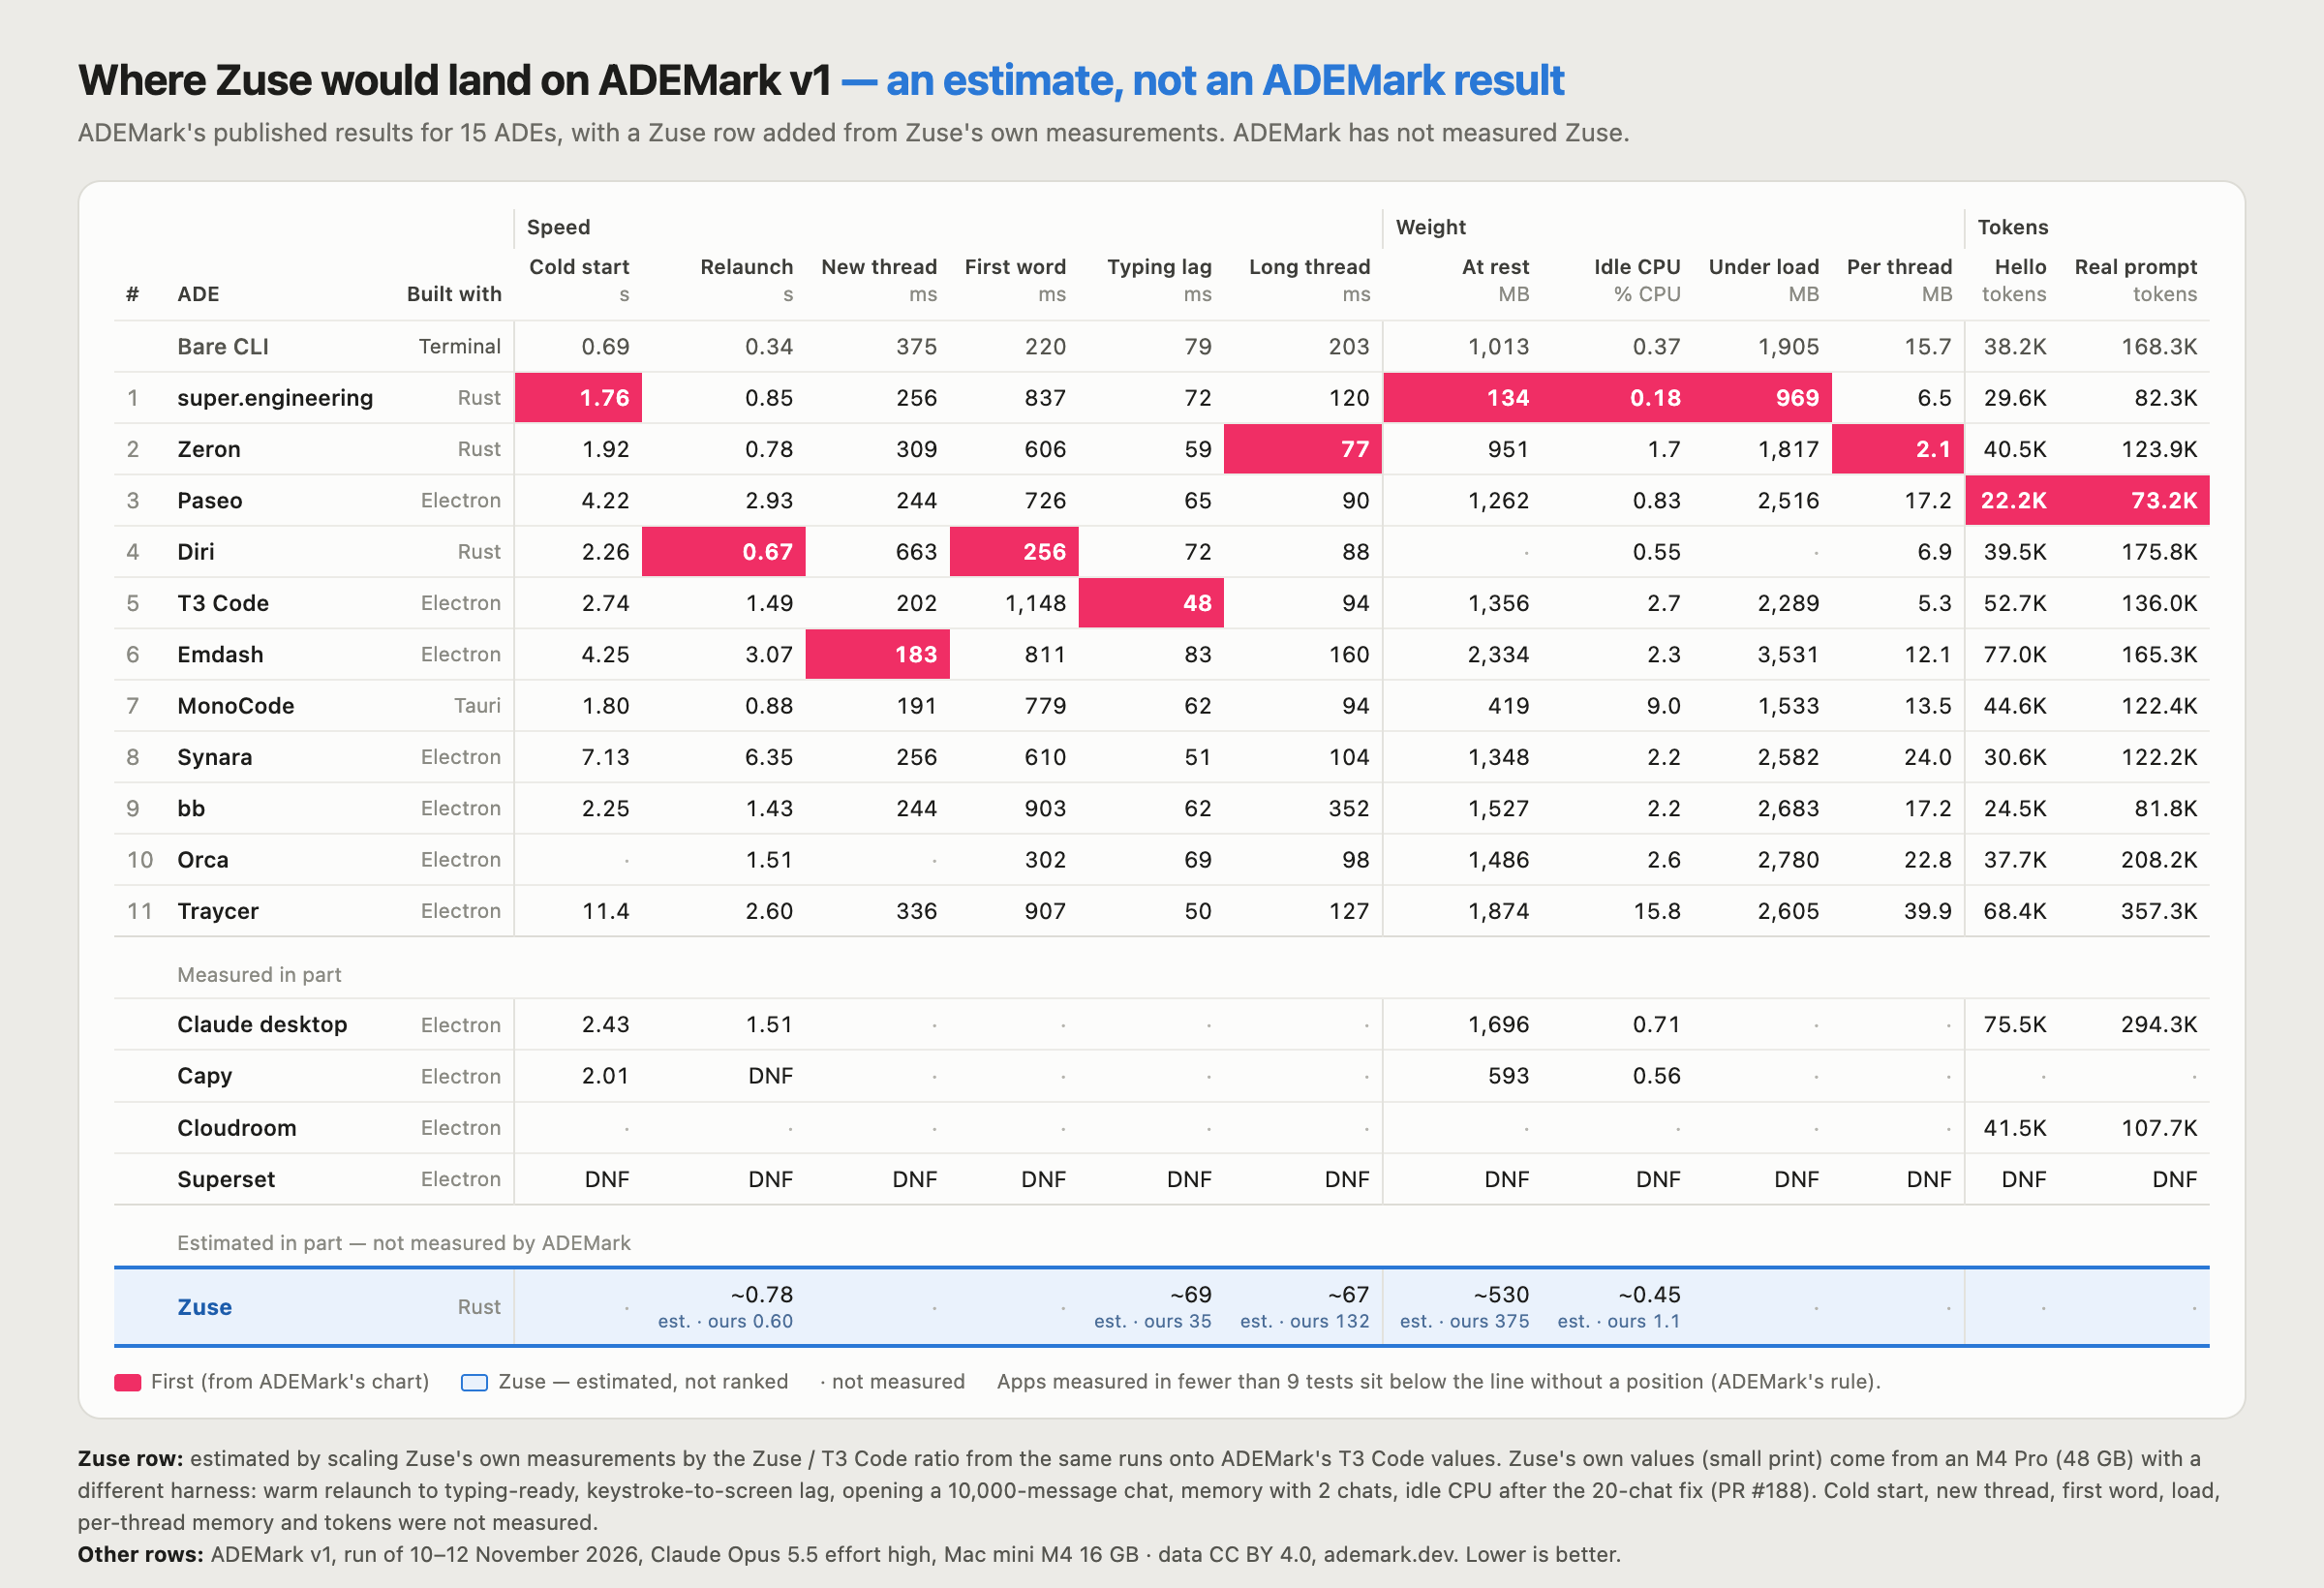 Where Zuse would land on ADEMark v1 — an estimate, not an ADEMark result
ADEMark's published results for 15 ADEs, with a Zuse row added from Zuse's own measurements. ADEMark has not measured Zuse.
Speed Weight Tokens
Cold start Relaunch New thread First word Typing lag Long thread At rest Idle CPU Under load Per thread Hello Real prompt
# ADE Built with s s ms ms ms ms MB % CPU MB MB tokens tokens
Bare CLI Terminal 0.69 0.34 375 220 79 203 1,013 0.37 1,905 15.7 38.2K 168.3K
1 super.engineering Rust 1.76 0.85 256 837 72 120 134 0.18 969 6.5 29.6K 82.3K
2 Zeron Rust 1.92 0.78 309 606 59 77 951 1.7 1,817 2.1 40.5K 123.9K
3 Paseo Electron 4.22 2.93 244 726 65 90 1,262 0.83 2,516 17.2 22.2K 73.2K
4 Diri Rust 2.26 0.67 663 256 72 88 · 0.55 · 6.9 39.5K 175.8K
5 T3 Code Electron 2.74 1.49 202 1,148 48 94 1,356 2.7 2,289 5.3 52.7K 136.0K
6 Emdash Electron 4.25 3.07 183 811 83 160 2,334 2.3 3,531 12.1 77.0K 165.3K
7 MonoCode Tauri 1.80 0.88 191 779 62 94 419 9.0 1,533 13.5 44.6K 122.4K
8 Synara Electron 7.13 6.35 256 610 51 104 1,348 2.2 2,582 24.0 30.6K 122.2K
9 bb Electron 2.25 1.43 244 903 62 352 1,527 2.2 2,683 17.2 24.5K 81.8K
10 Orca Electron · 1.51 · 302 69 98 1,486 2.6 2,780 22.8 37.7K 208.2K
11 Traycer Electron 11.4 2.60 336 907 50 127 1,874 15.8 2,605 39.9 68.4K 357.3K
Measured in part
Claude desktop Electron 2.43 1.51 · · · · 1,696 0.71 · · 75.5K 294.3K
Capy Electron 2.01 DNF · · · · 593 0.56 · · · ·
Cloudroom Electron · · · · · · · · · · 41.5K 107.7K
Superset Electron DNF DNF DNF DNF DNF DNF DNF DNF DNF DNF DNF DNF
Estimated in part — not measured by ADEMark
Zuse Rust · ~0.78 · · ~69 ~67 ~530 ~0.45 · · · ·
est. · ours 0.60 est. · ours 35 est. · ours 132 est. · ours 375 est. · ours 1.1
First (from ADEMark's chart) Zuse — estimated, not ranked · not measured Apps measured in fewer than 9 tests sit below the line without a position (ADEMark's rule).
Zuse row: estimated by scaling Zuse's own measurements by the Zuse / T3 Code ratio from the same runs onto ADEMark's T3 Code values. Zuse's own values (small print) come from an M4 Pro (48 GB) with a
different harness: warm relaunch to typing-ready, keystroke-to-screen lag, opening a 10,000-message chat, memory with 2 chats, idle CPU after the 20-chat fix (PR #188). Cold start, new thread, first word, load,
per-thread memory and tokens were not measured.
Other rows: ADEMark v1, run of 10–12 November 2026, Claude Opus 5.5 effort high, Mac mini M4 16 GB · data CC BY 4.0, ademark.dev. Lower is better.